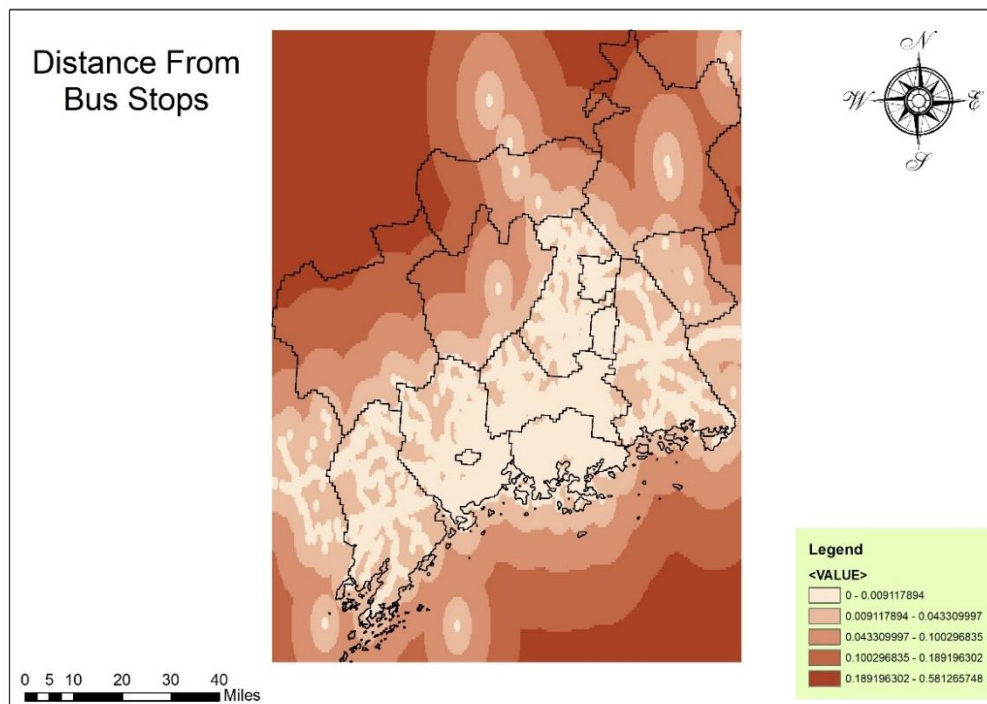 Distance From
Bus Stops
N
W E
S
Legend
<VALUE>
0 - 0.009117894
0.009117894 - 0.043309997
0.043309997 - 0.100296835
0.100296835 - 0.189196302
0.189196302 - 0.581265748
0 5 10 20 30 40
Miles